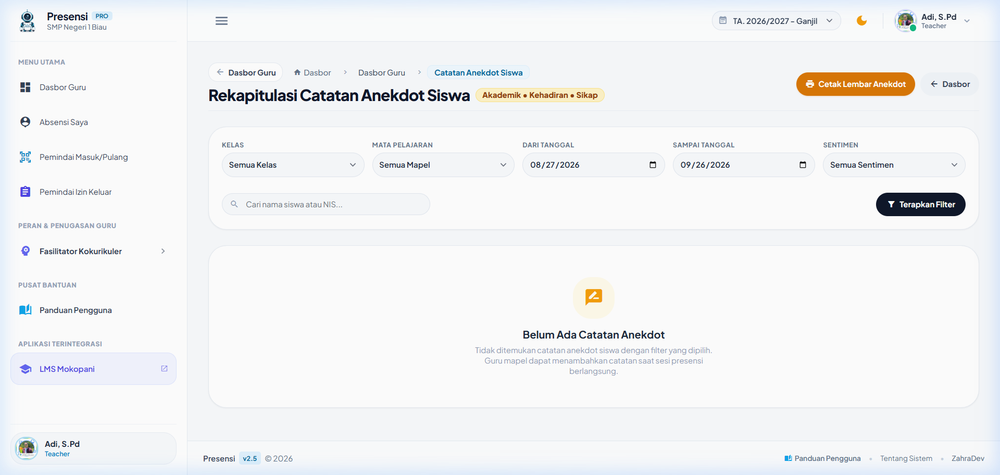 Presensi PRO
SMP Negeri 1 Biau
MENU UTAMA
Dasbor Guru
Absensi Saya
Pemindai Masuk/Pulang
Pemindai Izin Keluar
PERAN & PENUGASAN GURU
Fasilitator Kokurikuler
PUSAT BANTUAN
Panduan Pengguna
APLIKASI TERINTEGRASI
LMS Mokopani
Adi, S.Pd
Teacher
TA. 2026/2027 - Ganjil
Adi, S.Pd
Teacher
Dasbor Guru
Dasbor
Dasbor Guru
Catatan Anekdot Siswa
Rekapitulasi Catatan Anekdot Siswa
Akademik • Kehadiran • Sikap
Cetak Lembar Anekdot
Dasbor
KELAS
Semua Kelas
MATA PELAJARAN
Semua Mapel
DARI TANGGAL
08/27/2026
SAMPAI TANGGAL
09/26/2026
SENTIMEN
Semua Sentimen
Cari nama siswa atau NIS...
Terapkan Filter
Belum Ada Catatan Anekdot
Tidak ditemukan catatan anekdot siswa dengan filter yang dipilih.
Guru mapel dapat menambahkan catatan saat sesi presensi
berlangsung.
Presensi v2.5 © 2026
Panduan Pengguna • Tentang Sistem • ZahraDev